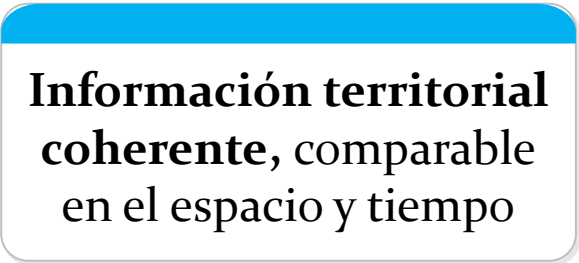 Información territorial
coherente, comparable
en el espacio y tiempo